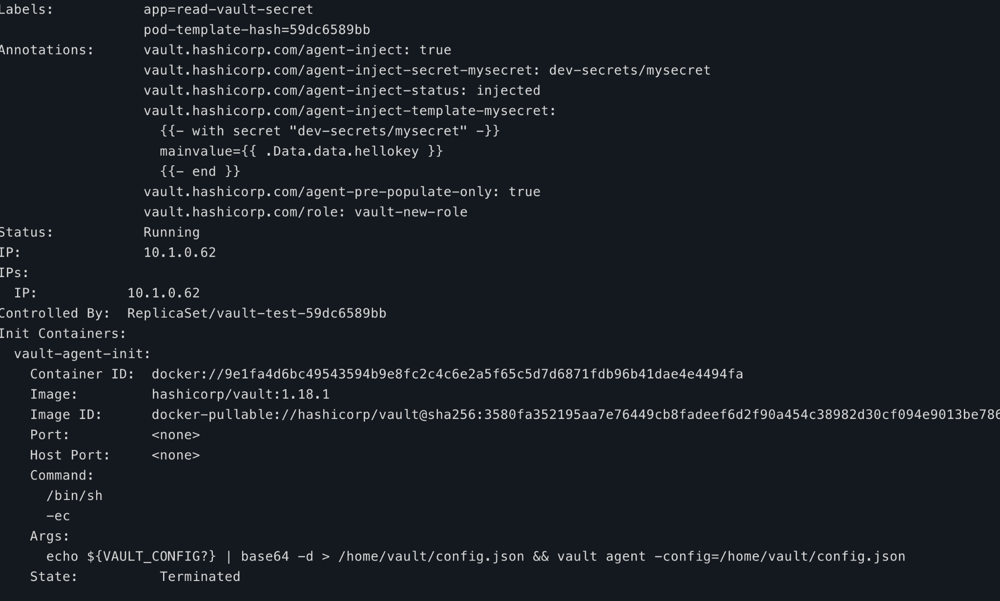 Labels:           app=read-vault-secret
                  pod-template-hash=59dc6589bb
Annotations:      vault.hashicorp.com/agent-inject: true
                  vault.hashicorp.com/agent-inject-secret-mysecret: dev-secrets/mysecret
                  vault.hashicorp.com/agent-inject-status: injected
                  vault.hashicorp.com/agent-inject-template-mysecret:
                    {{- with secret "dev-secrets/mysecret" -}}
                    mainvalue={{ .Data.data.hellokey }}
                    {{- end }}
                  vault.hashicorp.com/agent-pre-populate-only: true
                  vault.hashicorp.com/role: vault-new-role
Status:           Running
IP:               10.1.0.62
IPs:
  IP:           10.1.0.62
Controlled By:  ReplicaSet/vault-test-59dc6589bb
Init Containers:
  vault-agent-init:
    Container ID:  docker://9e1fa4d6bc49543594b9e8fc2c4c6e2a5f65c5d7d6871fdb96b41dae4e4494fa
    Image:         hashicorp/vault:1.18.1
    Image ID:      docker-pullable://hashicorp/vault@sha256:3580fa352195aa7e76449cb8fadeef6d2f90a454c38982d30cf094e9013be786
    Port:          <none>
    Host Port:     <none>
    Command:
      /bin/sh
      -ec
    Args:
      echo ${VAULT_CONFIG?} | base64 -d > /home/vault/config.json && vault agent -config=/home/vault/config.json
    State:          Terminated